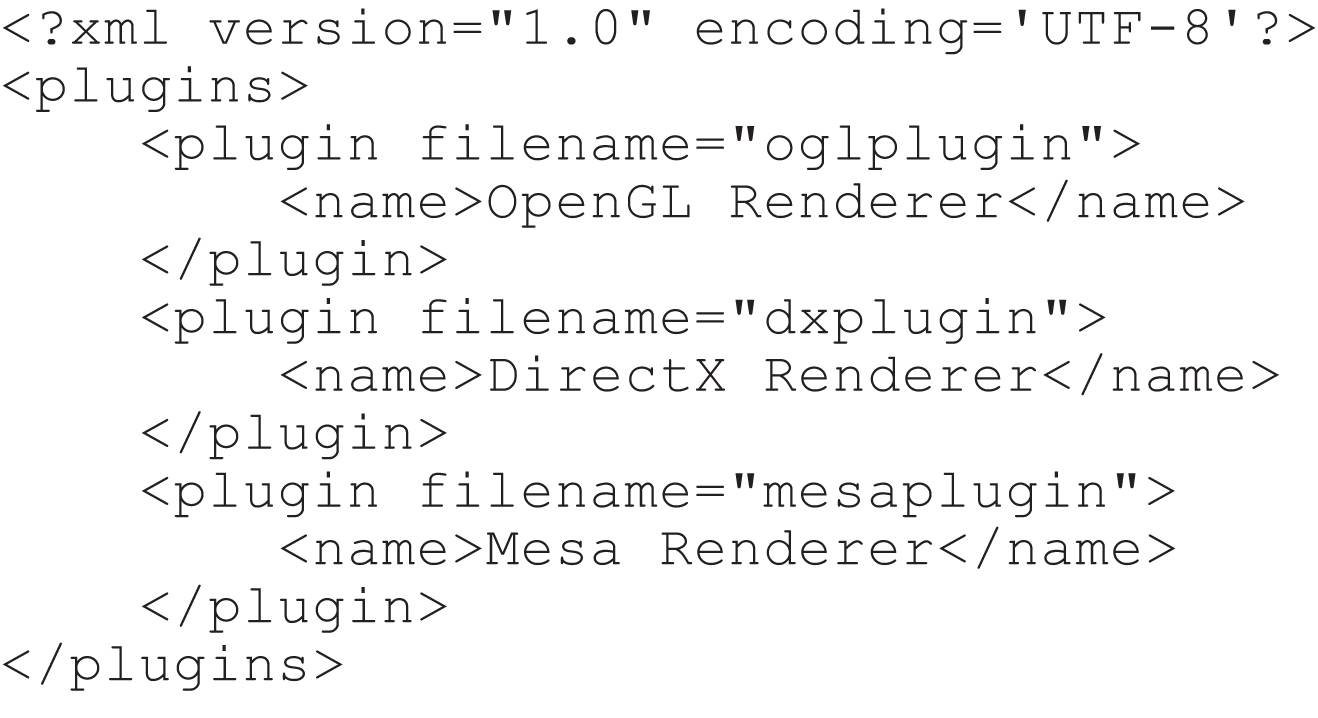 <?xml version="1.0" encoding='UTF-8'?>
<plugins>
    <plugin filename="oglplugin">
        <name>OpenGL Renderer</name>
    </plugin>
    <plugin filename="dxplugin">
        <name>DirectX Renderer</name>
    </plugin>
    <plugin filename="mesaplugin">
        <name>Mesa Renderer</name>
    </plugin>
</plugins>